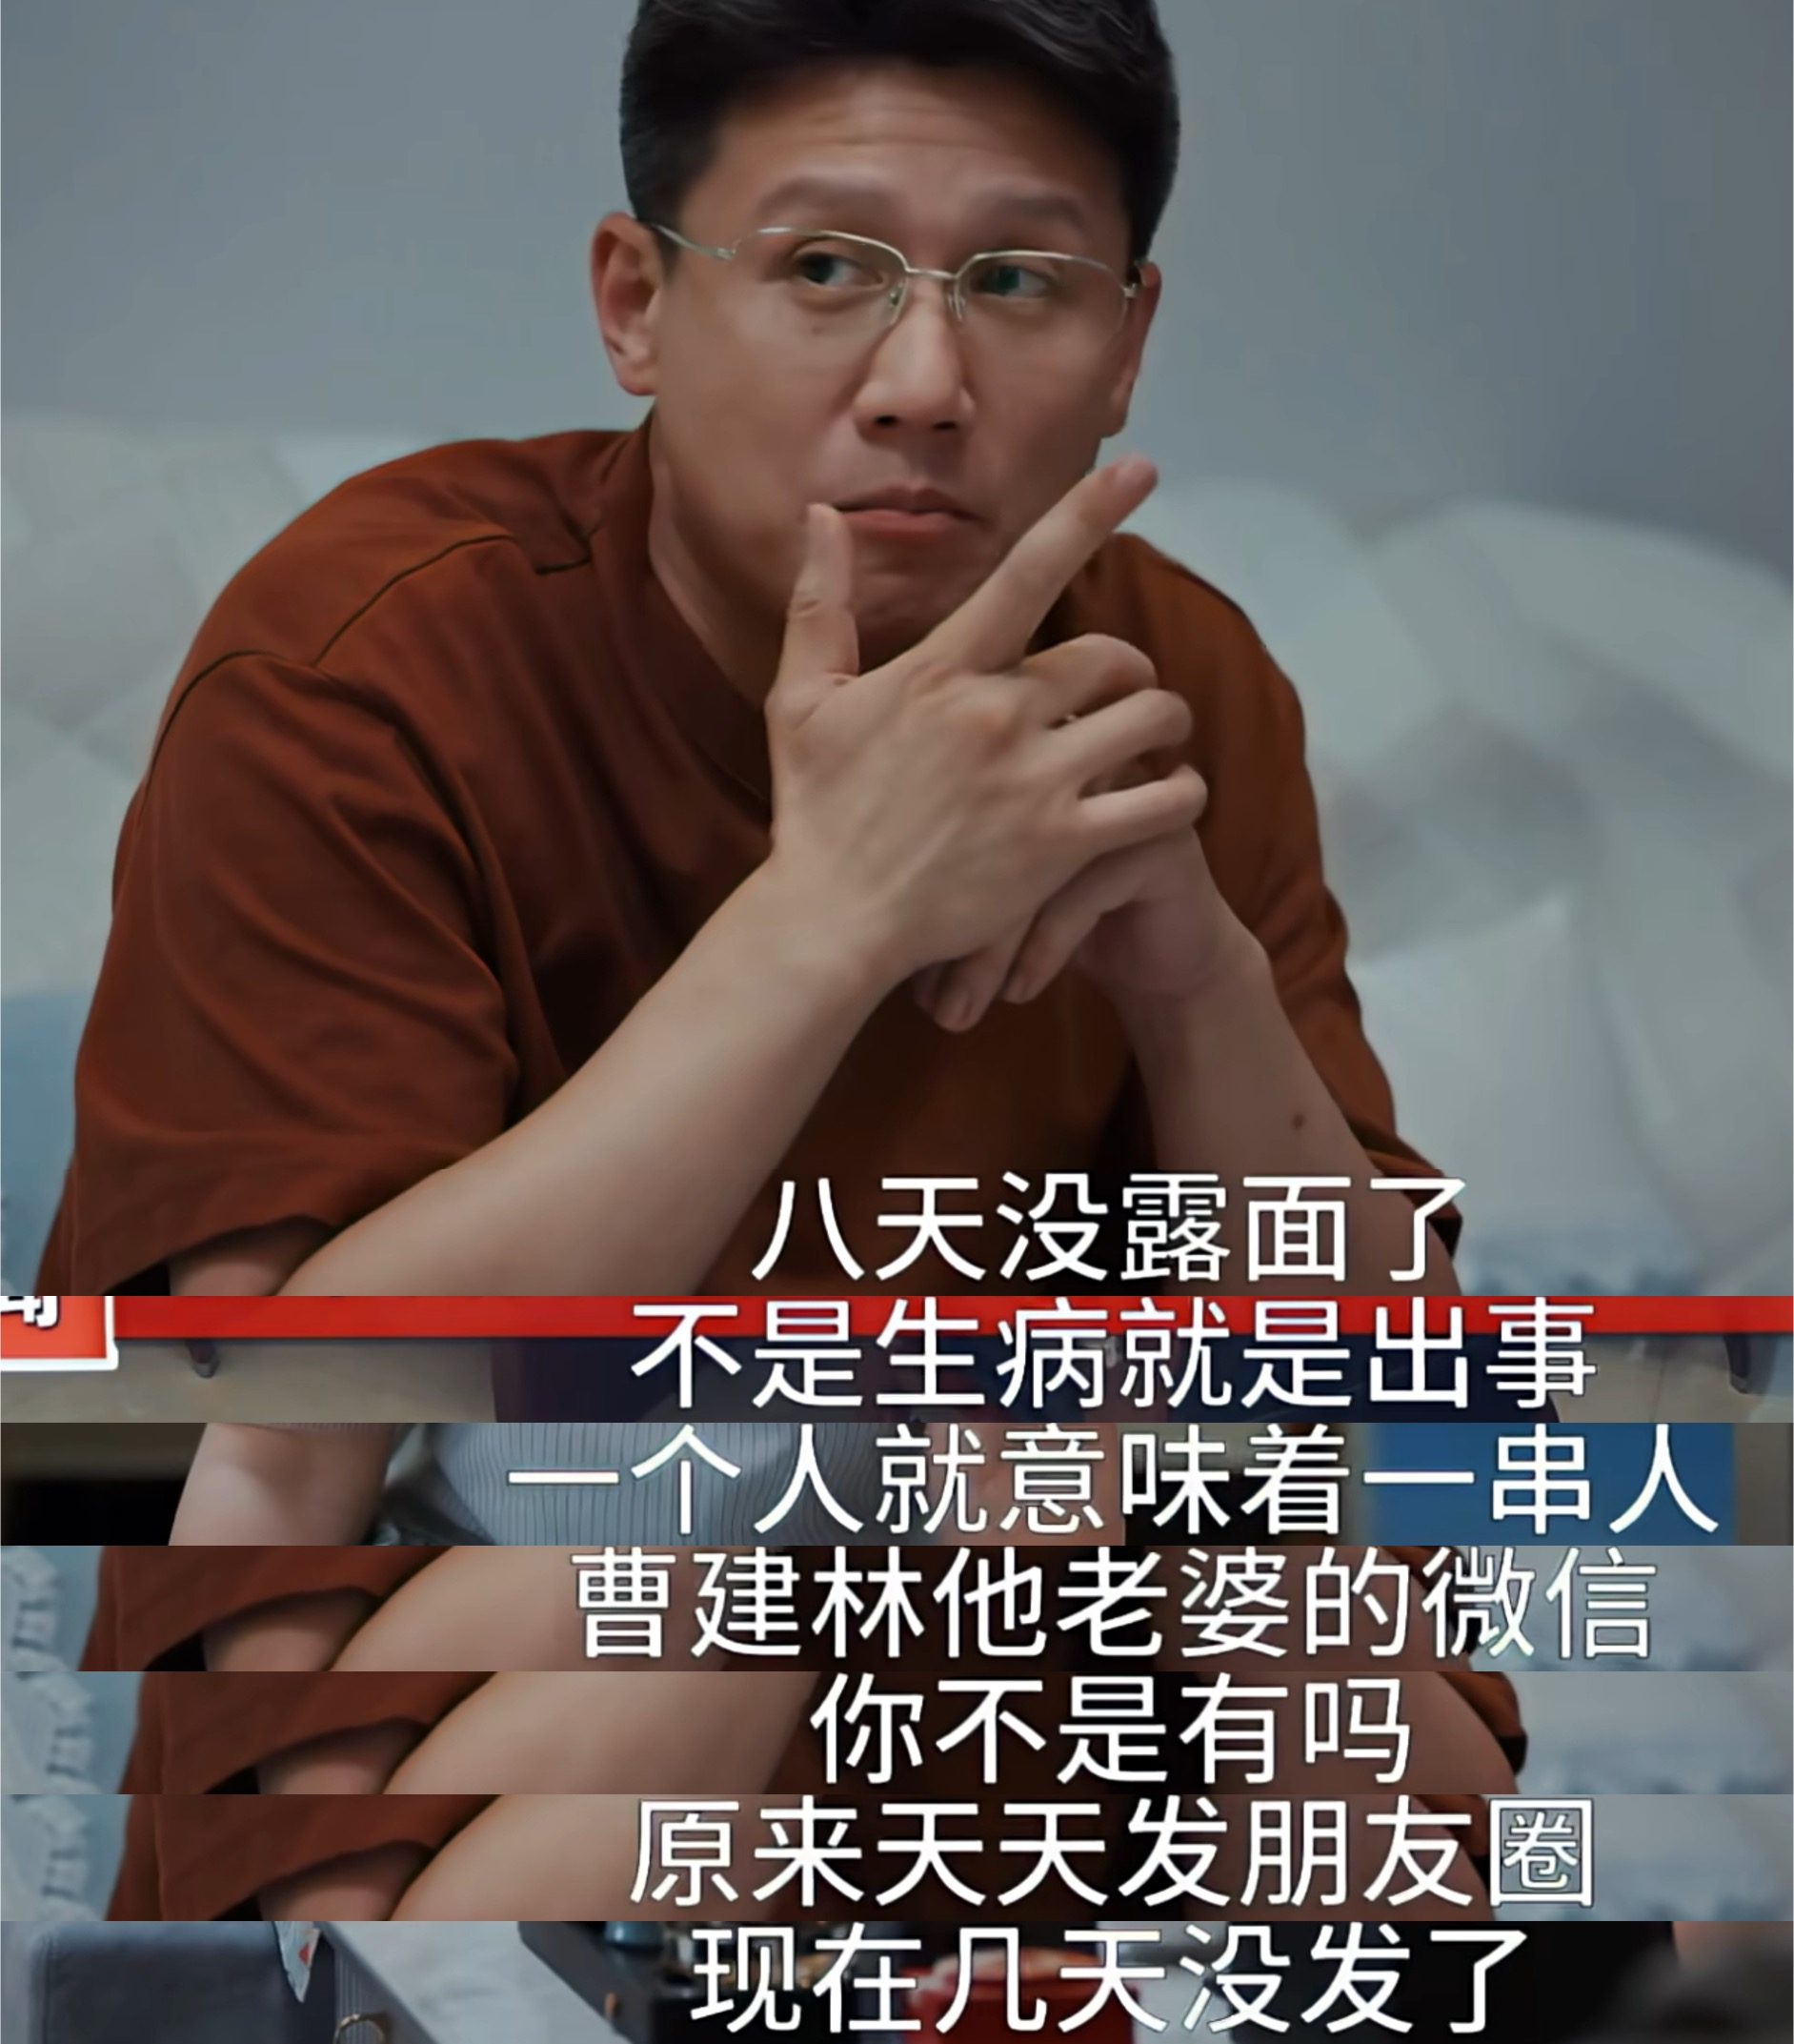 八天没露面了
不是生病就是出事
一个人就意味着一串人
曹建林他老婆的微信
你不是有吗
原来天天发朋友圈
现在几天没发了